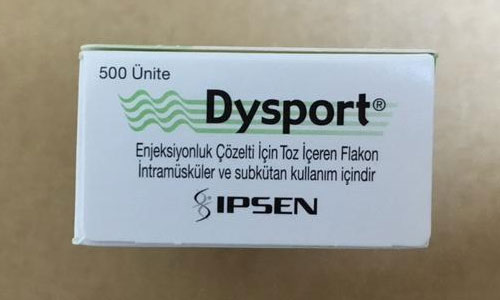 500 Ünite
Dysport®
Enjeksiyonluk Çözelti İçin Toz İçeren Flakon
İntramüsküler ve subkütan kullanım içindir
IPSEN